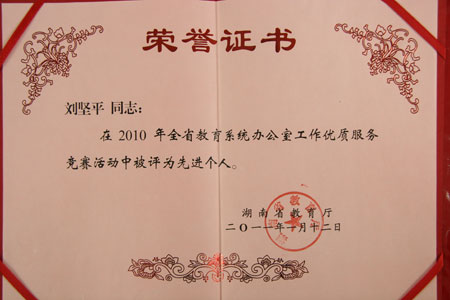 荣誉证书
刘坚平 同志：
在 2010 年全省教育系统办公室工作优质服务
竞赛活动中被评为先进个人。
湖南省教育厅
二〇一一年一月十二日